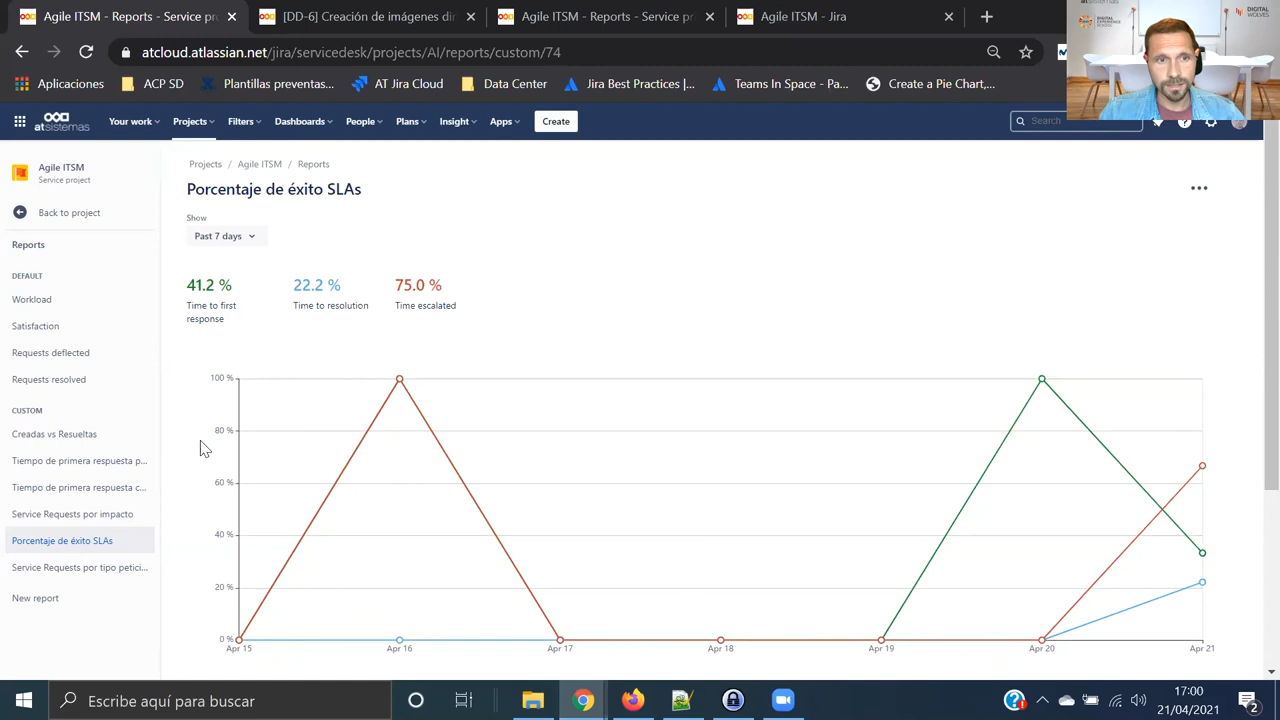 Agile ITSM - Reports - Service pr
[DD-6] Creación de imágenes di
Agile ITSM - Reports - Service pr
Agile ITSM - Jira
DIGITAL EXPERIENCE
DIGITAL WOLVES
atcloud.atlassian.net/jira/servicedesk/projects/AI/reports/custom/74
Aplicaciones
ACP SD
Plantillas proyectas...
Jira Cloud
Data Center
Jira Best Practices |...
Teams In Space - Pa...
Create a Pie Chart,...
atsistemas
Your work
Projects
Filters
Dashboards
People
Plans
Insight
Apps
Create
Search
Agile ITSM
Service project
Back to project
Reports
DEFAULT
Workload
Satisfaction
Requests deflected
Requests resolved
CUSTOM
Creadas vs Resueltas
Tiempo de primera respuesta p...
Tiempo de primera respuesta c...
Service Requests por impacto
Porcentaje de éxito SLAs
Service Requests por tipo petici...
New report
Projects / Agile ITSM / Reports
Porcentaje de éxito SLAs
Show
Past 7 days
41.2 %
Time to first
response
22.2 %
Time to resolution
75.0 %
Time escalated
100 %
80 %
60 %
40 %
20 %
0 %
Apr 15
Apr 16
Apr 17
Apr 18
Apr 19
Apr 20
Apr 21
Escribe aquí para buscar
17:00
21/04/2021
2